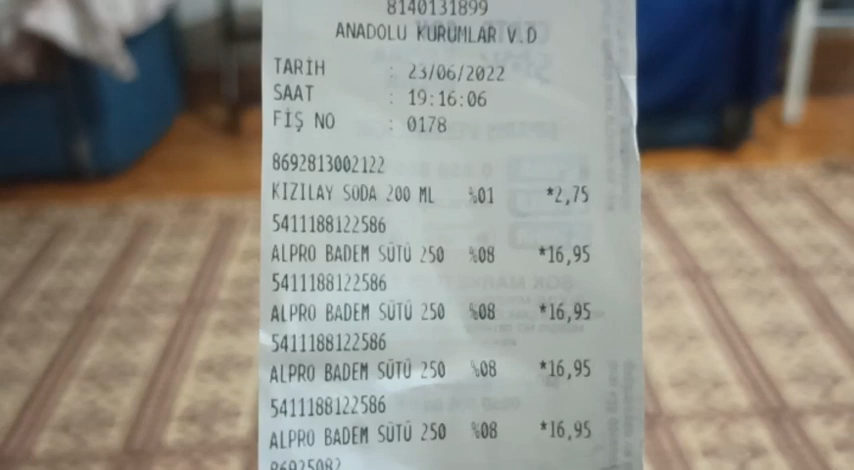 8140131899
ANADOLU KURUMLAR V.D
TARİH : 23/06/2022
SAAT : 19:16:06
FİŞ NO : 0178
8692813002122
KIZILAY SODA 200 ML %01 *2,75
5411188122586
ALPRO BADEM SÜTÜ 250 %08 *16,95
5411188122586
ALPRO BADEM SÜTÜ 250 %08 *16,95
5411188122586
ALPRO BADEM SÜTÜ 250 %08 *16,95
5411188122586
ALPRO BADEM SÜTÜ 250 %08 *16,95
86925082